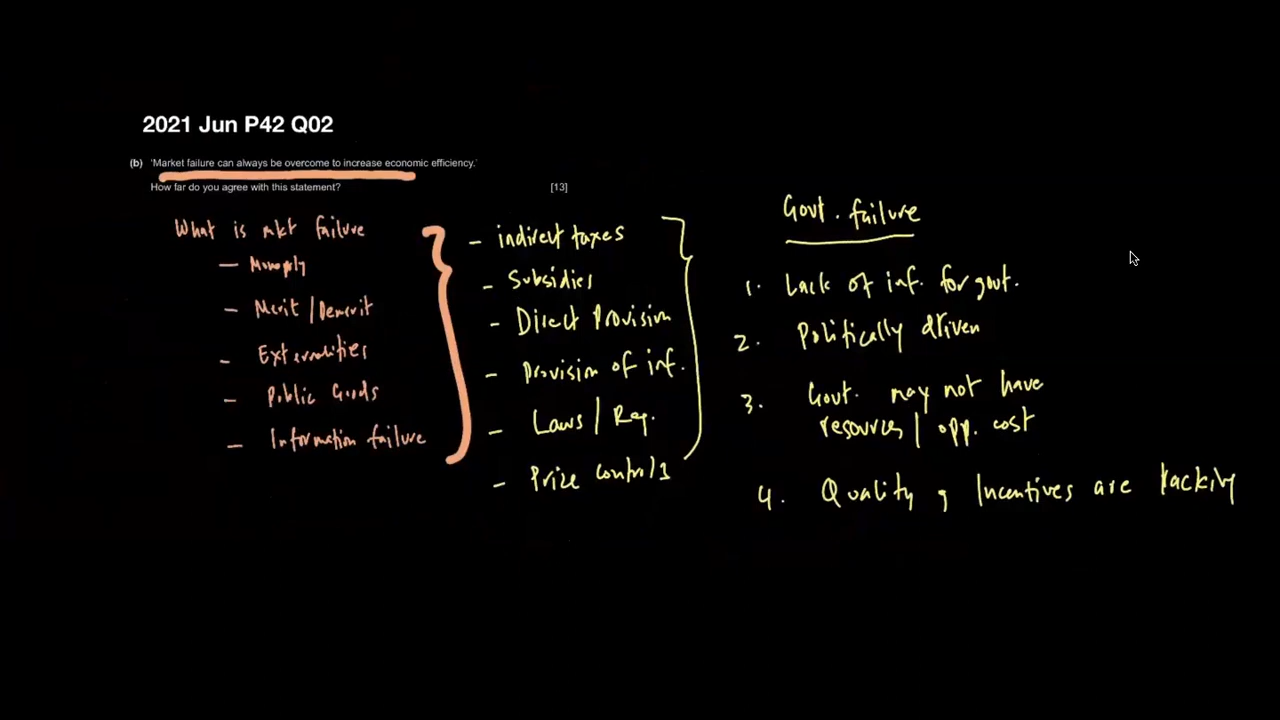 2021 Jun P42 Q02
(b) 'Market failure can always be overcome to increase economic efficiency.'
How far do you agree with this statement? [13]
What is mkt failure
– Monoply
– Merit / Demerit
– Externalities
– Public Goods
– Information failure
– indirect taxes
– Subsidies
– Direct Provision
– Provision of inf.
– Laws / Reg.
– Price controls
Govt. failure
1. Lack of inf. for govt.
2. Politically driven
3. Govt. may not have
resources / opp. cost
4. Quality , Incentives are lacking